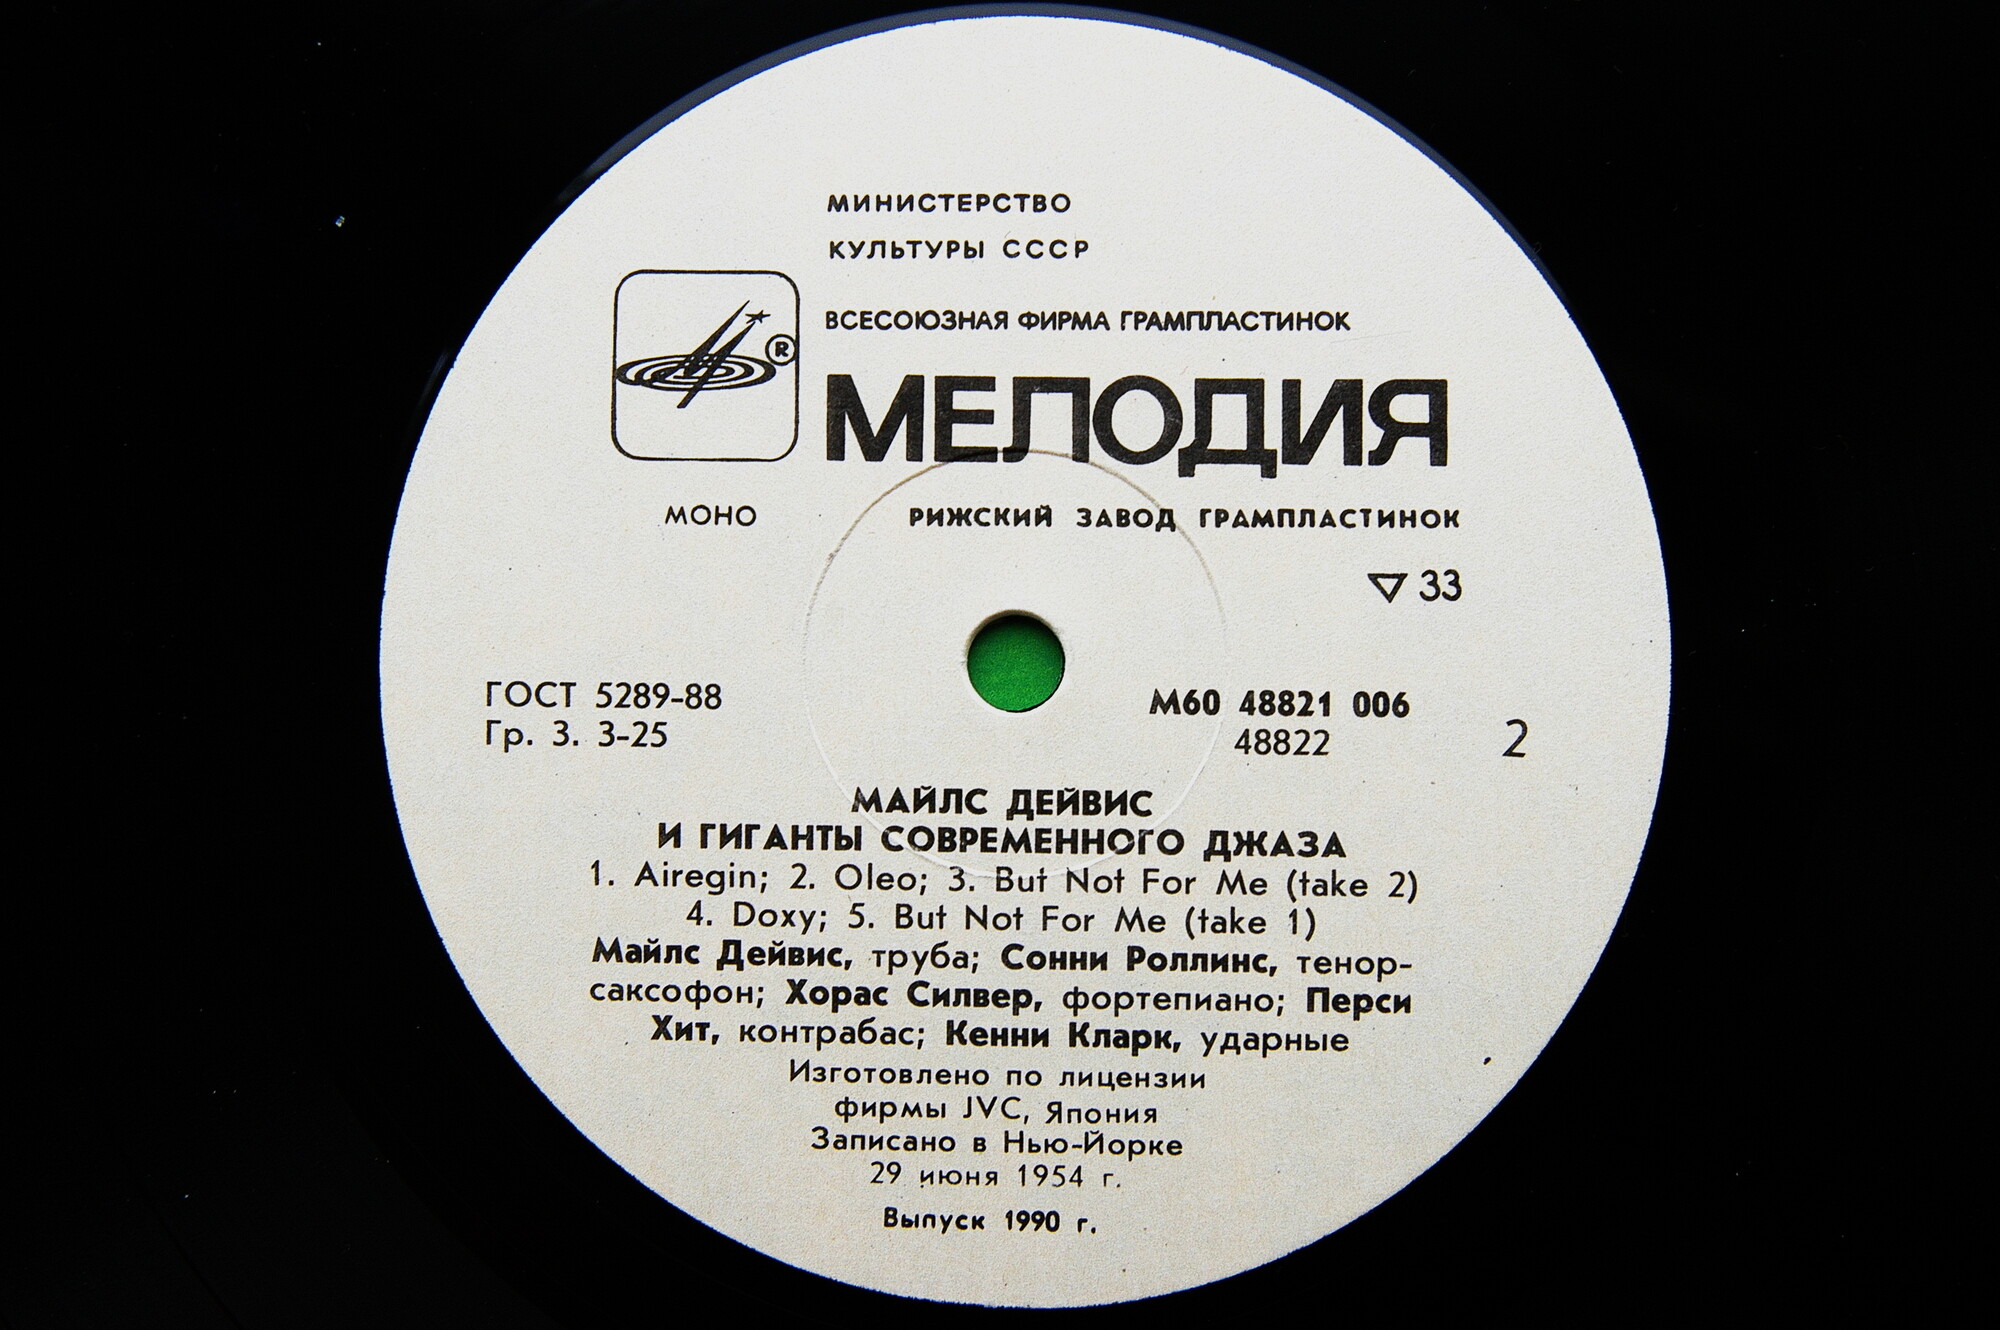 МИНИСТЕРСТВО
КУЛЬТУРЫ СССР
ВСЕСОЮЗНАЯ ФИРМА ГРАМПЛАСТИНОК
®
МЕЛОДИЯ
МОНО
РИЖСКИЙ ЗАВОД ГРАМПЛАСТИНОК
▽ 33
ГОСТ 5289-88
Гр. 3. 3-25
М60 48821 006
48822
2
МАЙЛС ДЕЙВИС
И ГИГАНТЫ СОВРЕМЕННОГО ДЖАЗА
1. Airegin; 2. Oleo; 3. But Not For Me (take 2)
4. Doxy; 5. But Not For Me (take 1)
Майлс Дейвис, труба; Сонни Роллинс, тенор-
саксофон; Хорас Силвер, фортепиано; Перси
Хит, контрабас; Кенни Кларк, ударные
Изготовлено по лицензии
фирмы JVC, Япония
Записано в Нью-Йорке
29 июня 1954 г.
Выпуск 1990 г.